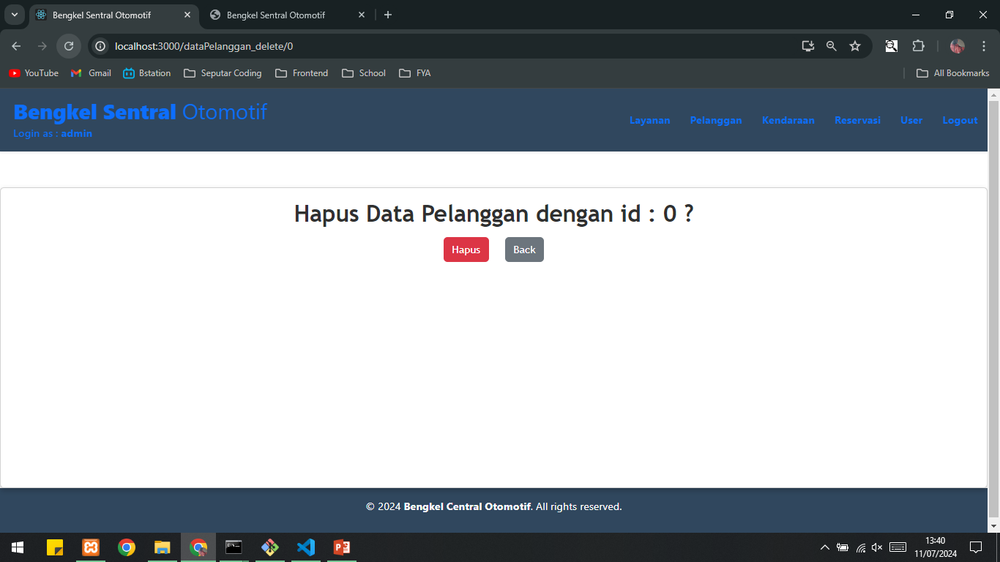 Bengkel Sentral Otomotif
Bengkel Sentral Otomotif
localhost:3000/dataPelanggan_delete/0
YouTube Gmail Bstation Seputar Coding Frontend School FYA All Bookmarks
Bengkel Sentral Otomotif
Login as : admin
Layanan Pelanggan Kendaraan Reservasi User Logout
Hapus Data Pelanggan dengan id : 0 ?
Hapus Back
© 2024 Bengkel Central Otomotif. All rights reserved.
13:40
11/07/2024